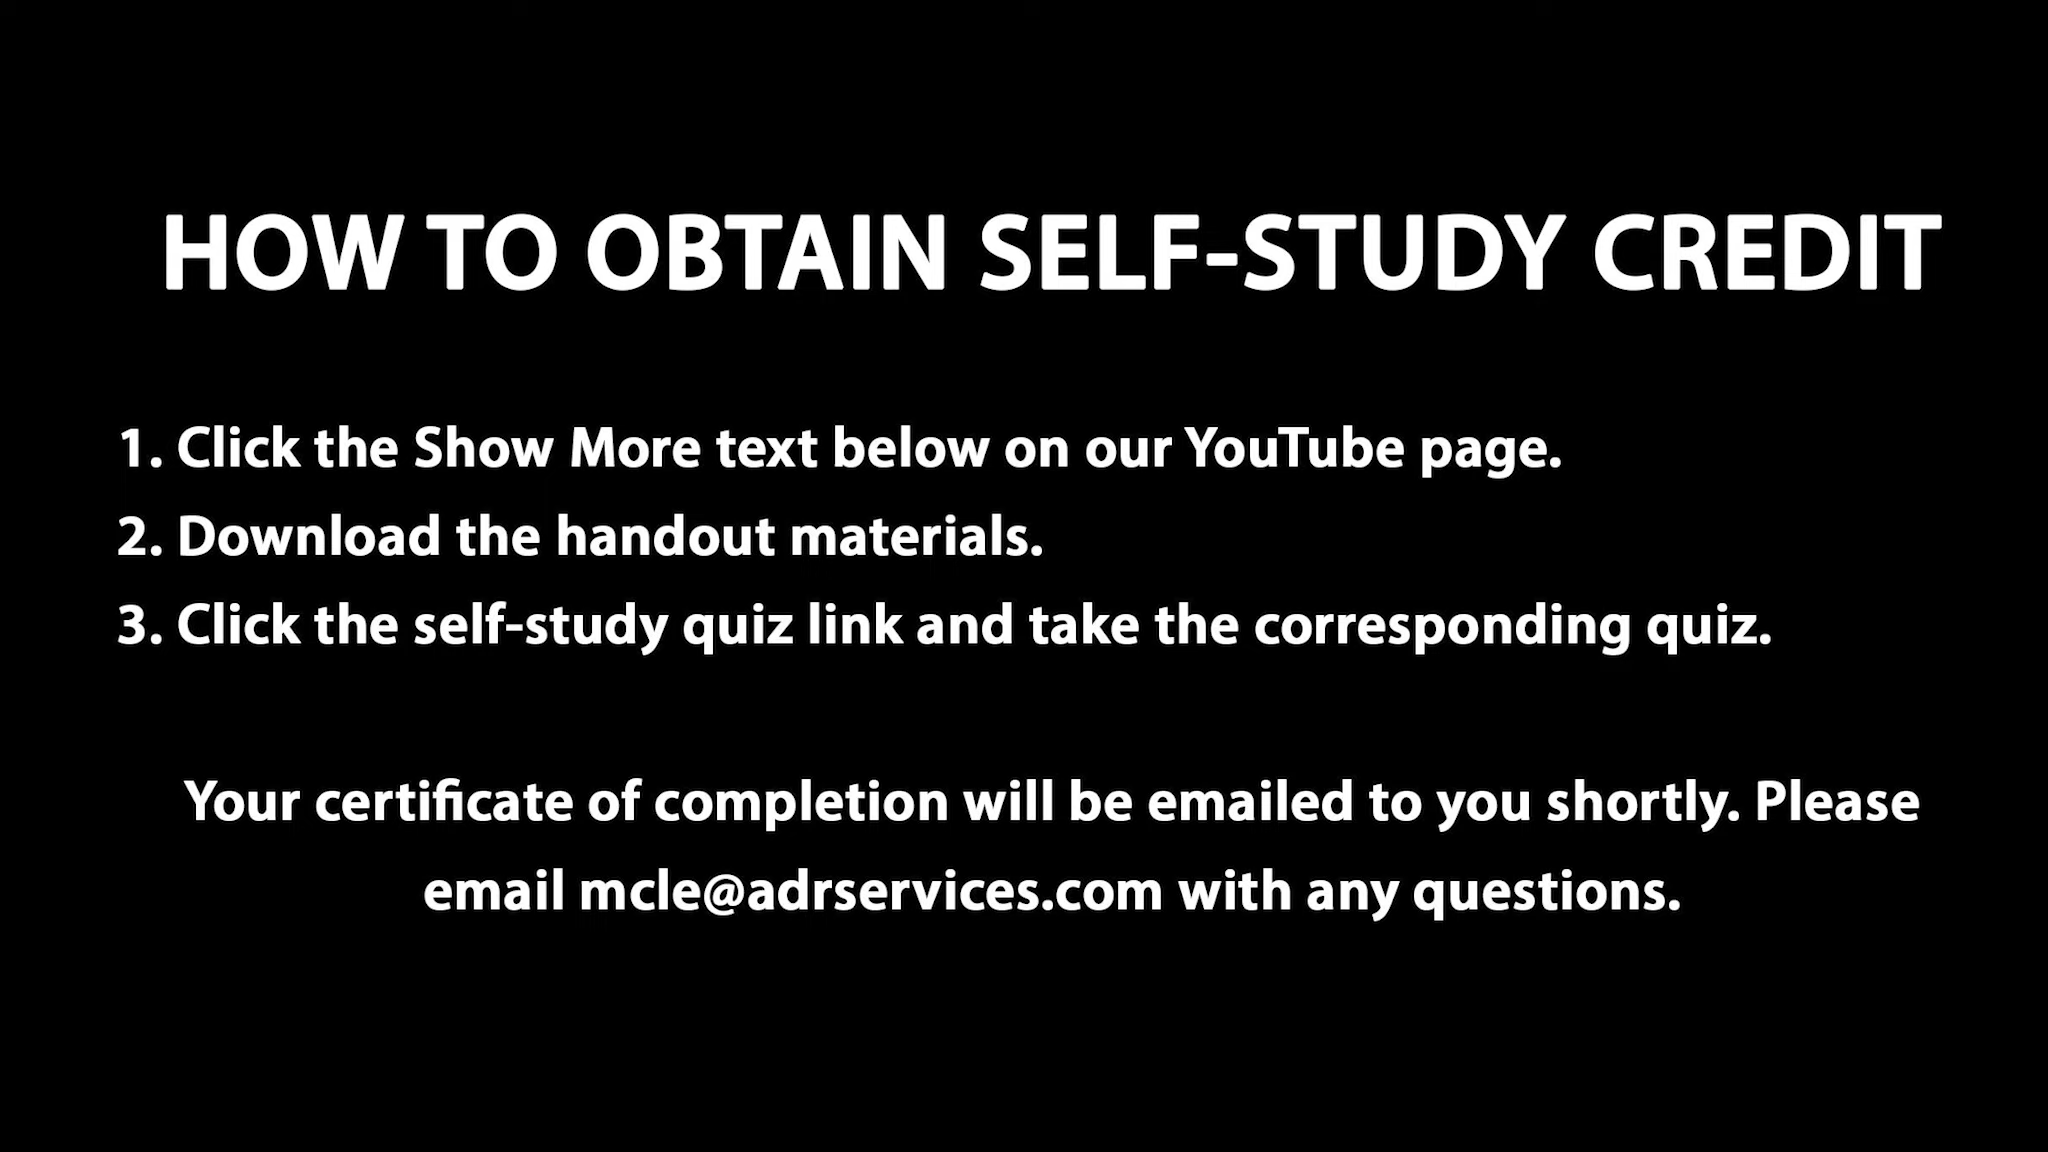 HOW TO OBTAIN SELF-STUDY CREDIT
1. Click the Show More text below on our YouTube page.
2. Download the handout materials.
3. Click the self-study quiz link and take the corresponding quiz.
Your certificate of completion will be emailed to you shortly. Please
email mcle@adrservices.com with any questions.